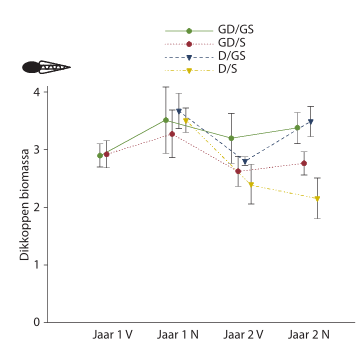 GD/GS
GD/S
D/GS
D/S
4
3
2
1
0
Dikkoppen biomassa
Jaar 1 V
Jaar 1 N
Jaar 2 V
Jaar 2 N